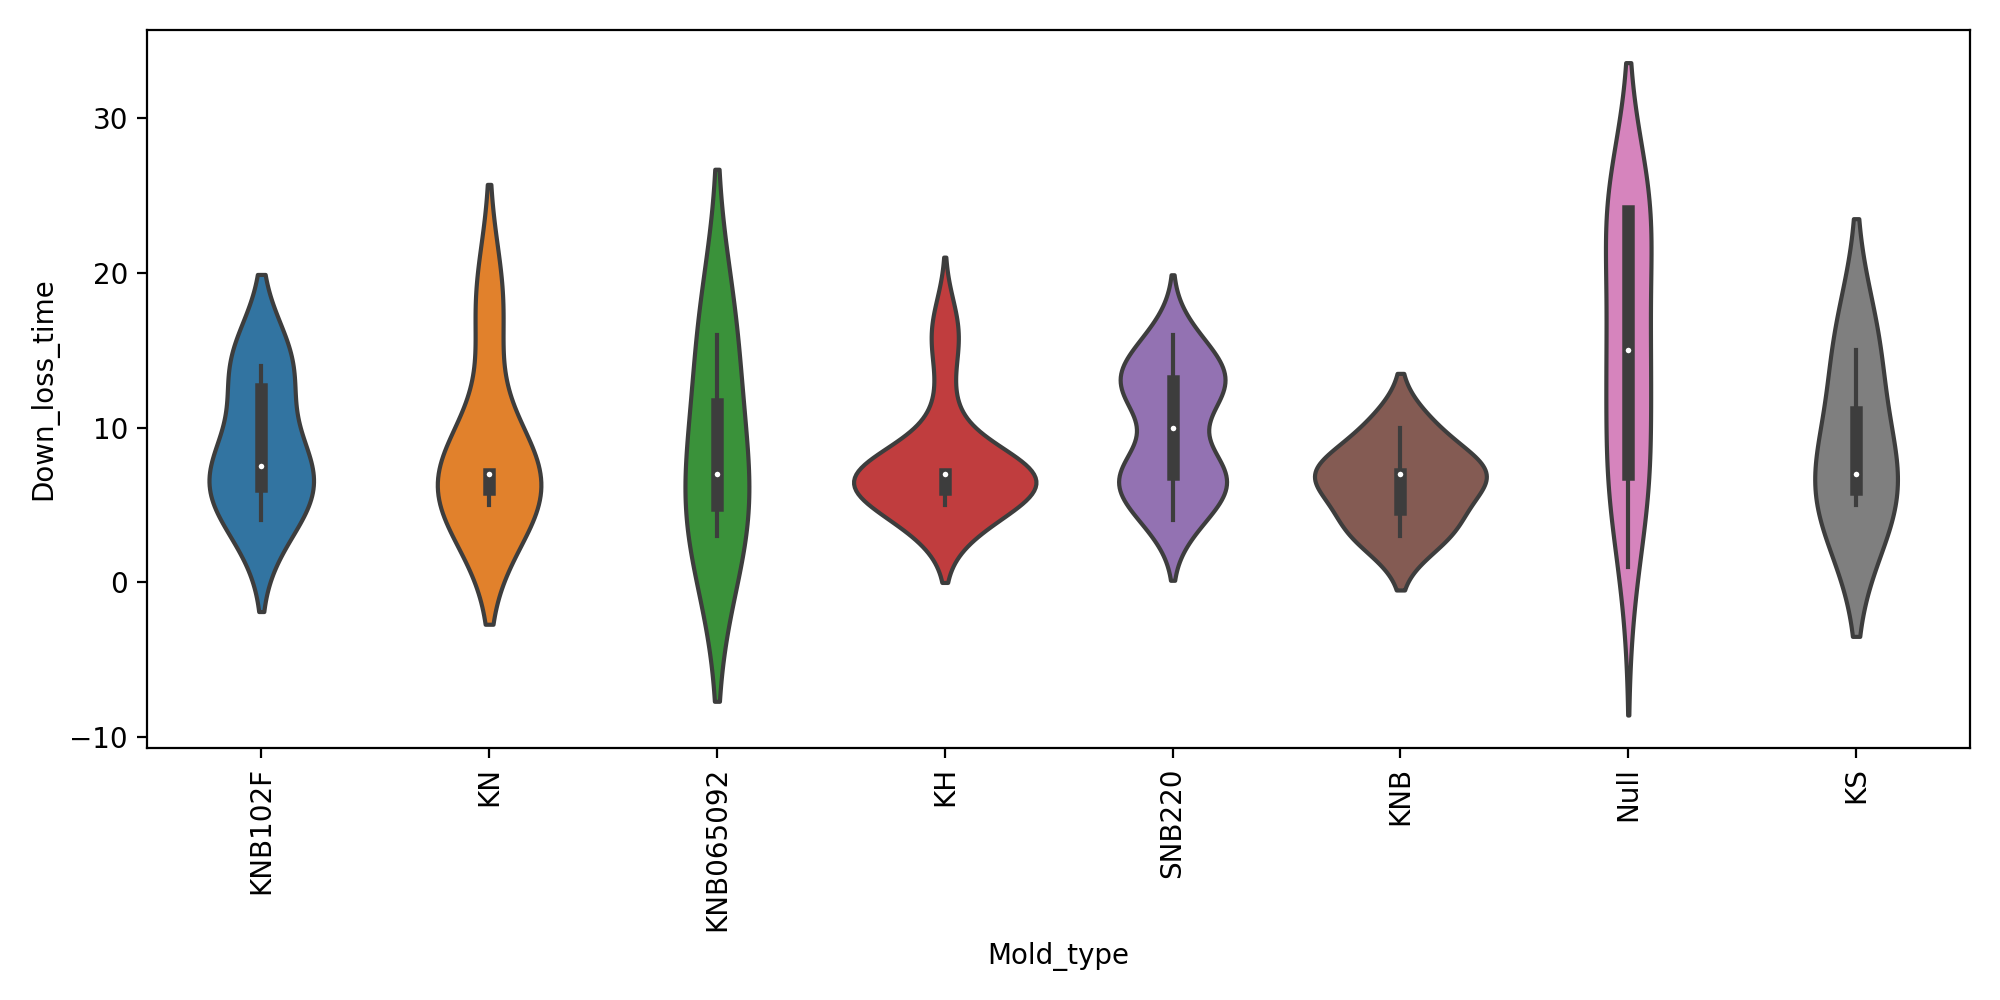 30
20
10
0
−10
Down_loss_time
KNB102F
KN
KNB065092
KH
SNB220
KNB
Null
KS
Mold_type